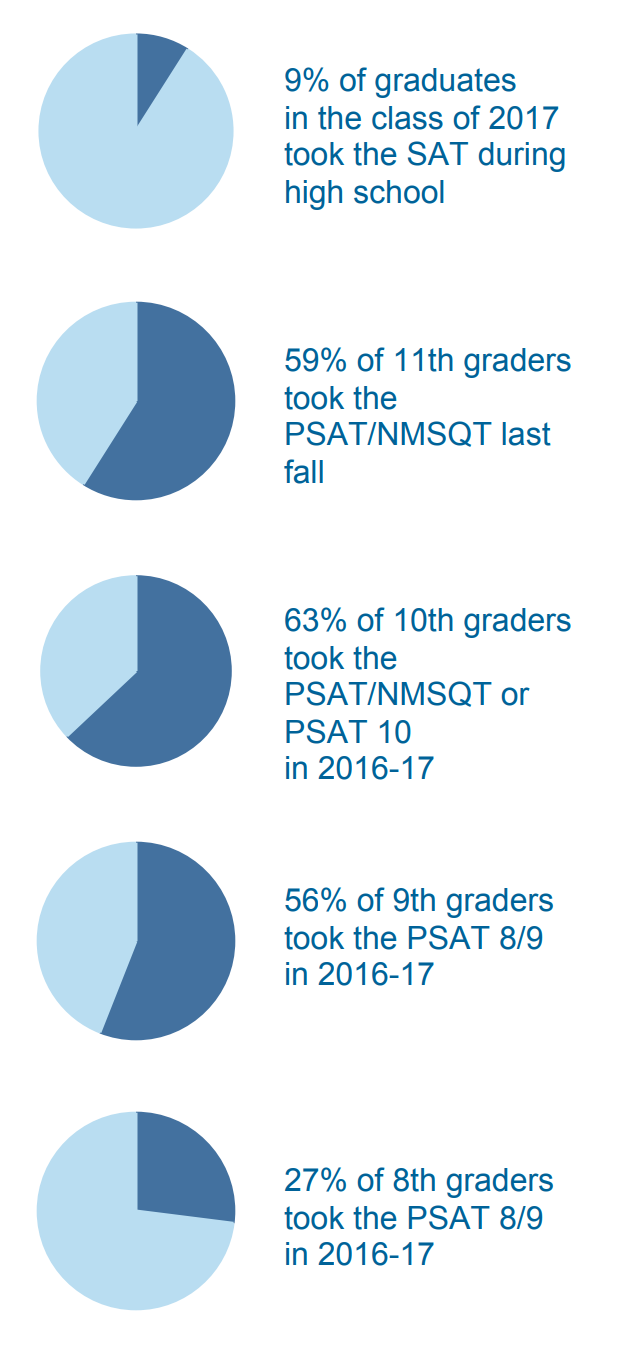 9% of graduates
in the class of 2017
took the SAT during
high school
59% of 11th graders
took the
PSAT/NMSQT last
fall
63% of 10th graders
took the
PSAT/NMSQT or
PSAT 10
in 2016-17
56% of 9th graders
took the PSAT 8/9
in 2016-17
27% of 8th graders
took the PSAT 8/9
in 2016-17